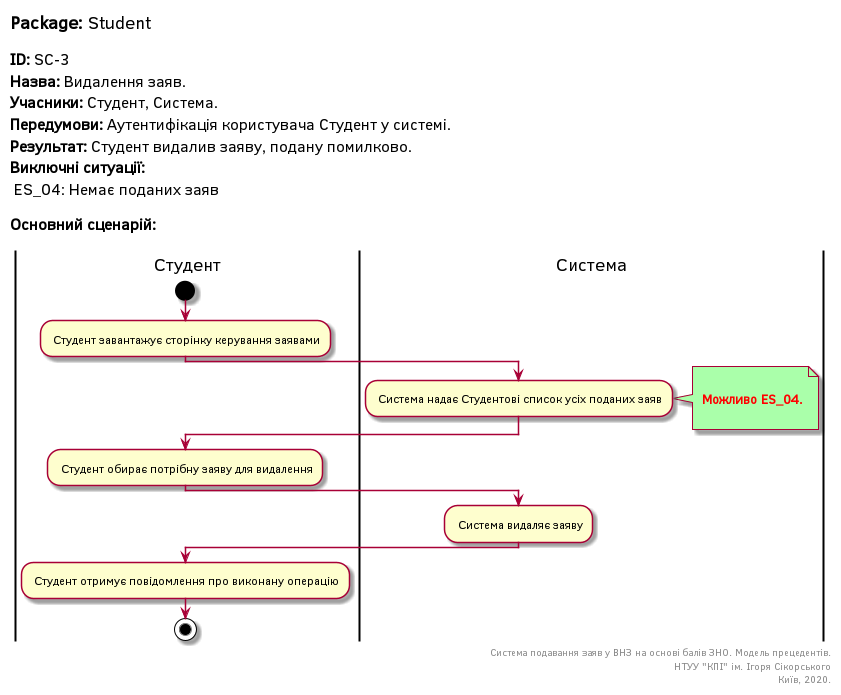 Package: Student
ID: SC-3
Назва: Видалення заяв.
Учасники: Студент, Система.
Передумови: Аутентифікація користувача Студент у системі.
Результат: Студент видалив заяву, подану помилково.
Виключні ситуації:
ES_04: Немає поданих заяв
Основний сценарій:
Студент
Система
Студент завантажує сторінку керування заявами
Система надає Студентові список усіх поданих заяв
Можливо ES_04.
Студент обирає потрібну заяву для видалення
Система видаляє заяву
Студент отримує повідомлення про виконану операцію
Система подавання заяв у ВНЗ на основі балів ЗНО. Модель прецедентів.
НТУУ "КПІ" ім. Ігоря Сікорського
Київ, 2020.